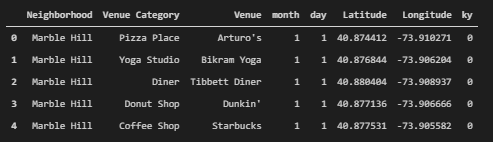 Neighborhood Venue Category Venue month day Latitude Longitude ky
0 Marble Hill Pizza Place Arturo's 1 1 40.874412 -73.910271 0
1 Marble Hill Yoga Studio Bikram Yoga 1 1 40.876844 -73.906204 0
2 Marble Hill Diner Tibbett Diner 1 1 40.880404 -73.908937 0
3 Marble Hill Donut Shop Dunkin' 1 1 40.877136 -73.906666 0
4 Marble Hill Coffee Shop Starbucks 1 1 40.877531 -73.905582 0